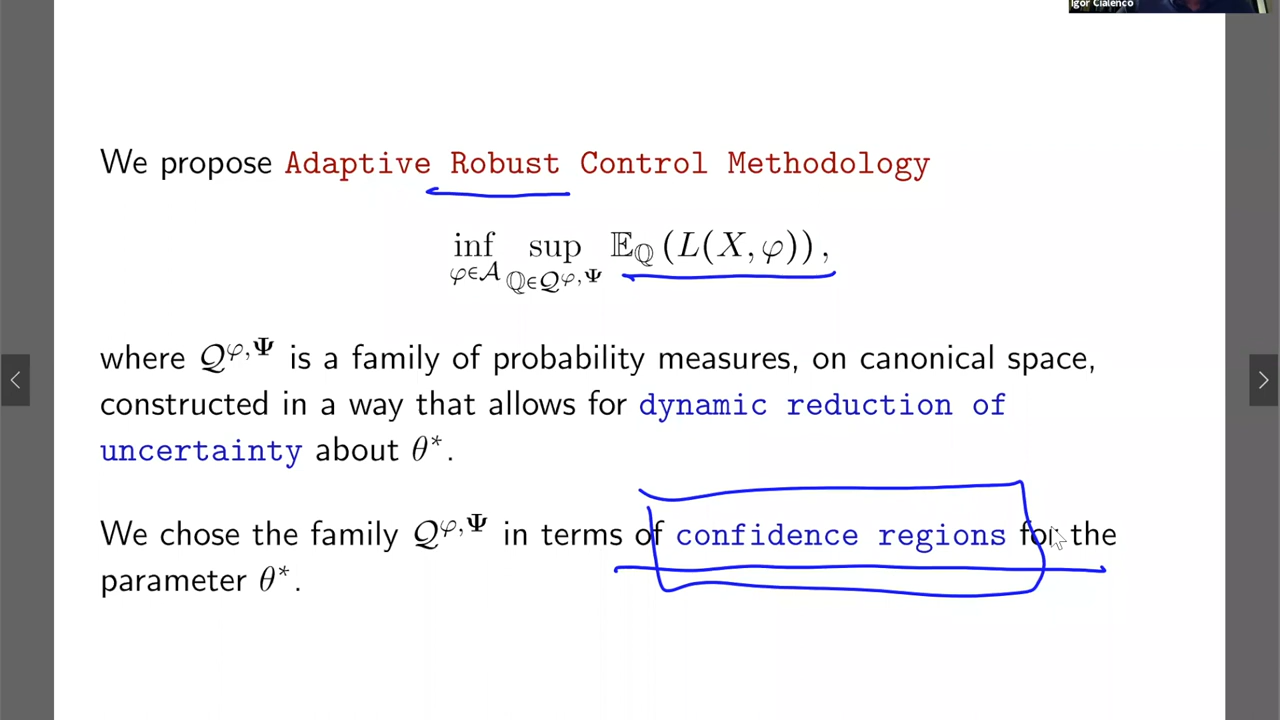 Igor Cialenco
We propose Adaptive Robust Control Methodology
inf sup 𝔼_ℚ (L(X, φ)),
φ∈𝒜 ℚ∈𝒬^{φ,Ψ}
where 𝒬^{φ,Ψ} is a family of probability measures, on canonical space,
constructed in a way that allows for dynamic reduction of
uncertainty about θ*.
We chose the family 𝒬^{φ,Ψ} in terms of confidence regions for the
parameter θ*.